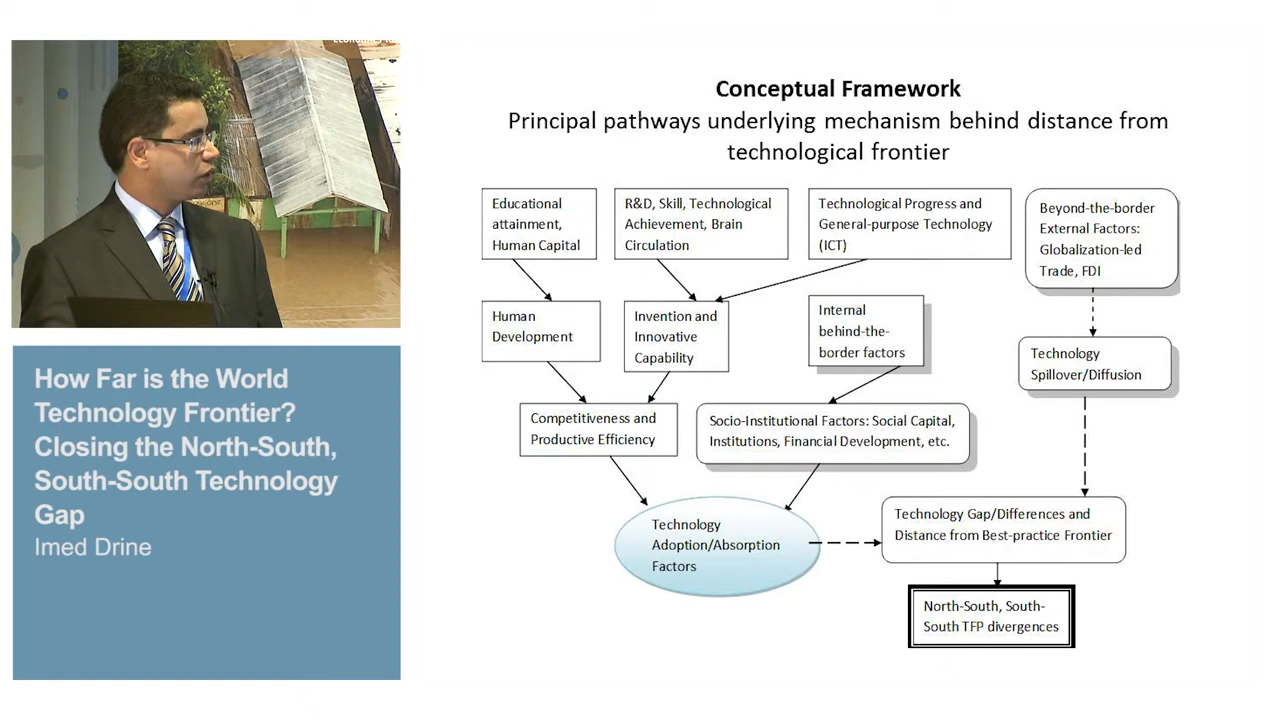 How Far is the World
Technology Frontier?
Closing the North-South,
South-South Technology
Gap
Imed Drine
Conceptual Framework
Principal pathways underlying mechanism behind distance from
technological frontier
Educational
attainment,
Human Capital
R&D, Skill, Technological
Achievement, Brain
Circulation
Technological Progress and
General-purpose Technology
(ICT)
Beyond-the-border
External Factors:
Globalization-led
Trade, FDI
Human
Development
Invention and
Innovative
Capability
Internal
behind-the-
border factors
Technology
Spillover/Diffusion
Competitiveness and
Productive Efficiency
Socio-Institutional Factors: Social Capital,
Institutions, Financial Development, etc.
Technology
Adoption/Absorption
Factors
Technology Gap/Differences and
Distance from Best-practice Frontier
North-South, South-
South TFP divergences